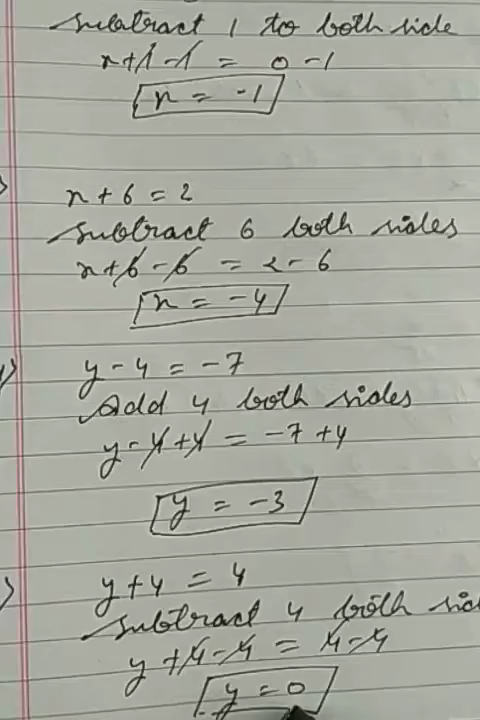 Subtract 1 to both side
x+1-1 = 0-1
x = -1
x+6 = 2
Subtract 6 both sides
x+6-6 = 2-6
x = -4
y-4 = -7
Add 4 both sides
y-4+4 = -7+4
y = -3
y+4 = 4
Subtract 4 both sid
y+4-4 = 4-4
y = 0